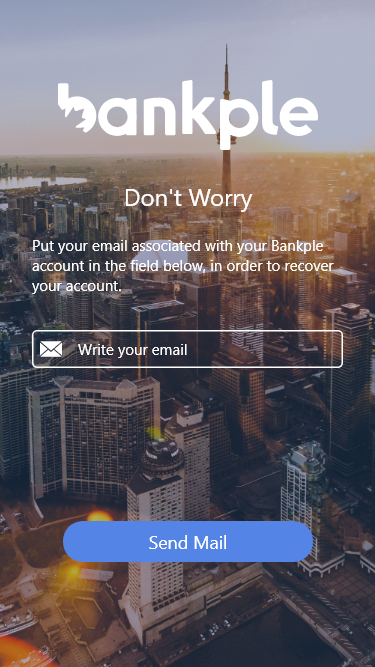 bankple
Don't Worry
Put your email associated with your Bankple
account in the field below, in order to recover
your account.
Write your email
Send Mail